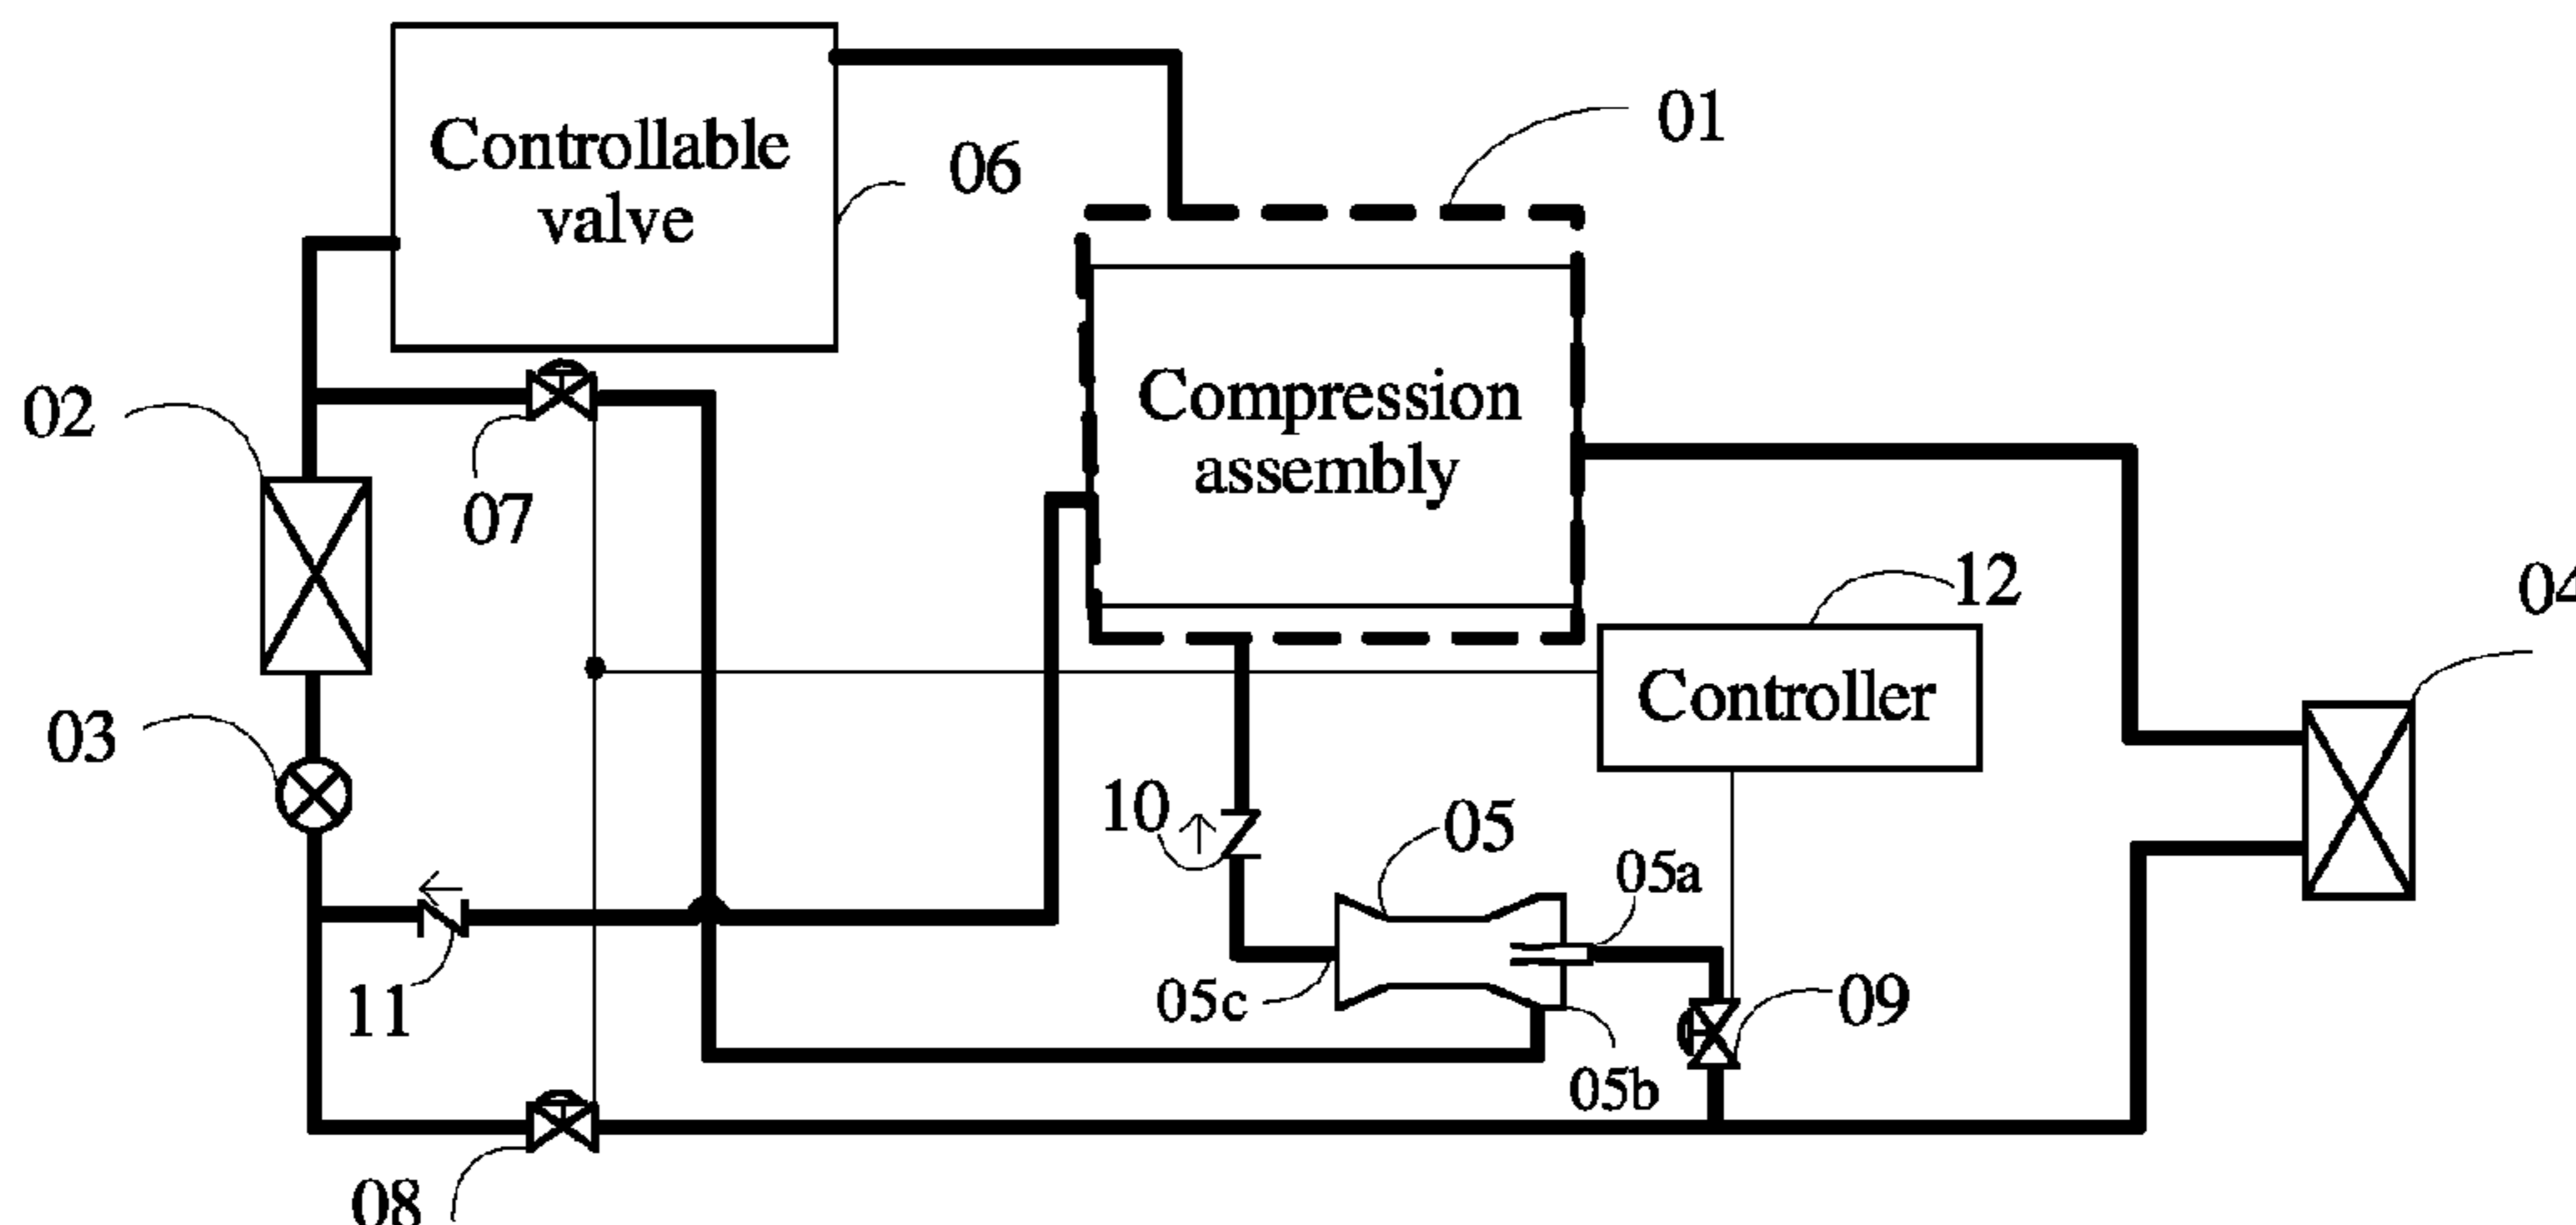 01
Controllable
valve
06
02
07
Compression
assembly
12
04
Controller
03
10
05
05a
11
05c
09
05b
08